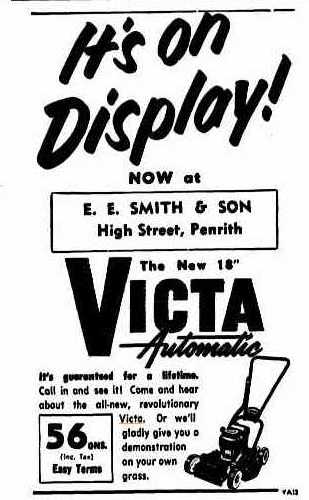 It's on
Display!
NOW at
E. E. SMITH & SON
High Street, Penrith
The New 18"
VICTA
Automatic
It's guaranteed for a lifetime.
Call in and see it! Come and hear
about the all-new, revolutionary
Victa. Or we'll
gladly give you a
demonstration
on your own
grass.
56 GNS.
(Inc. Tax)
Easy Terms
VA13